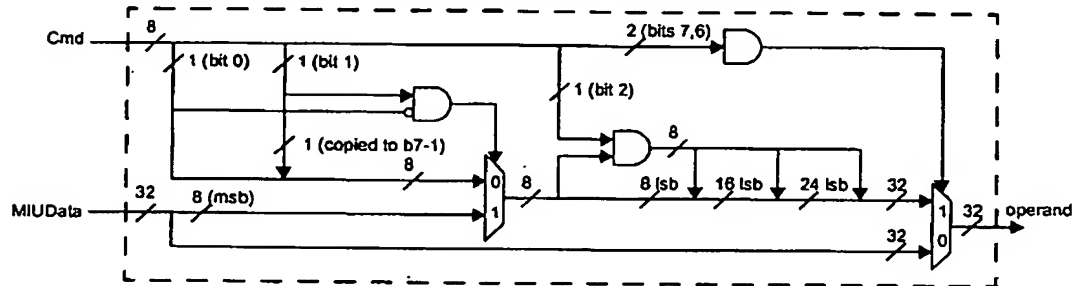 Cmd
8
2 (bits 7,6)
1 (bit 0)
1 (bit 1)
1 (bit 2)
1 (copied to b7-1)
8
8
0
1
8
8 lsb
16 lsb
24 lsb
32
MIUData
32
8 (msb)
1
0
32
operand
32